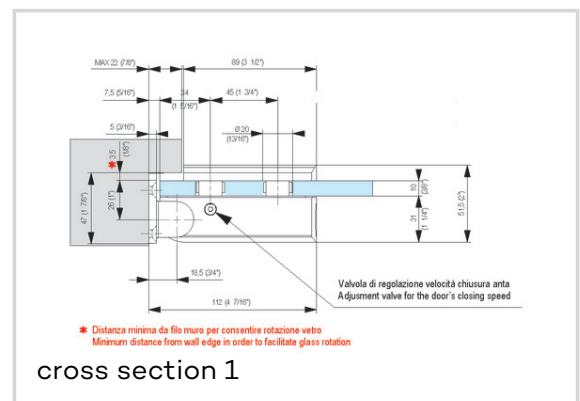 MAX 22 (7/8") 89 (3 1/2")
7,5 (5/16") 34 (1 5/16") 45 (1 3/4")
5 (3/16") Ø 20 (13/16")
* 3,5 (1/8")
47 (1 7/8") 26 (1") 10 (3/8") 31 (1 1/4") 51,5 (2")
18,5 (3/4")
112 (4 7/16")
Valvola di regolazione velocità chiusura anta
Adjusment valve for the door's closing speed
* Distanza minima da filo muro per consentire rotazione vetro
Minimum distance from wall edge in order to facilitate glass rotation
cross section 1